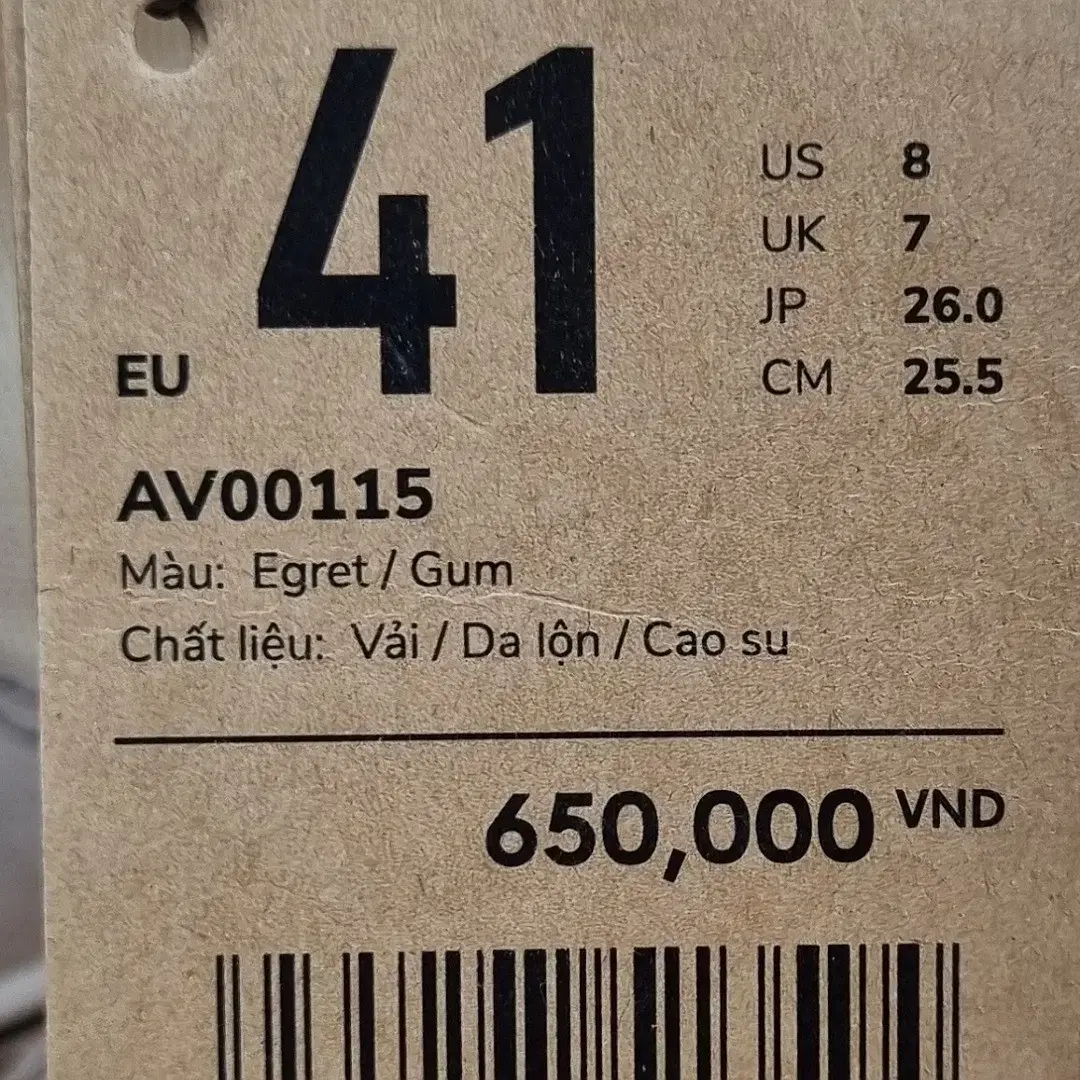 EU 41
US 8
UK 7
JP 26.0
CM 25.5
AV00115
Màu: Egret / Gum
Chất liệu: Vải / Da lộn / Cao su
650,000 VND